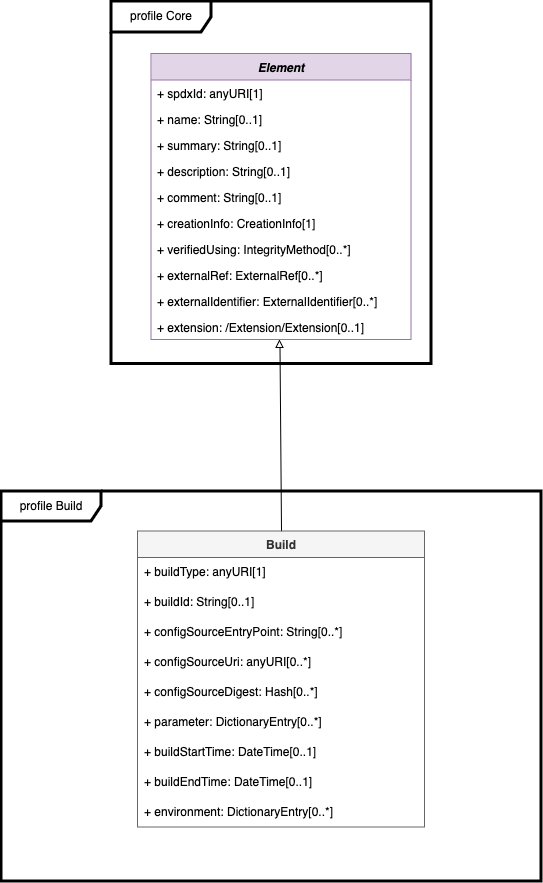 profile Core
Element
+ spdxId: anyURI[1]
+ name: String[0..1]
+ summary: String[0..1]
+ description: String[0..1]
+ comment: String[0..1]
+ creationInfo: CreationInfo[1]
+ verifiedUsing: IntegrityMethod[0..*]
+ externalRef: ExternalRef[0..*]
+ externalIdentifier: ExternalIdentifier[0..*]
+ extension: /Extension/Extension[0..1]
profile Build
Build
+ buildType: anyURI[1]
+ buildId: String[0..1]
+ configSourceEntryPoint: String[0..*]
+ configSourceUri: anyURI[0..*]
+ configSourceDigest: Hash[0..*]
+ parameter: DictionaryEntry[0..*]
+ buildStartTime: DateTime[0..1]
+ buildEndTime: DateTime[0..1]
+ environment: DictionaryEntry[0..*]